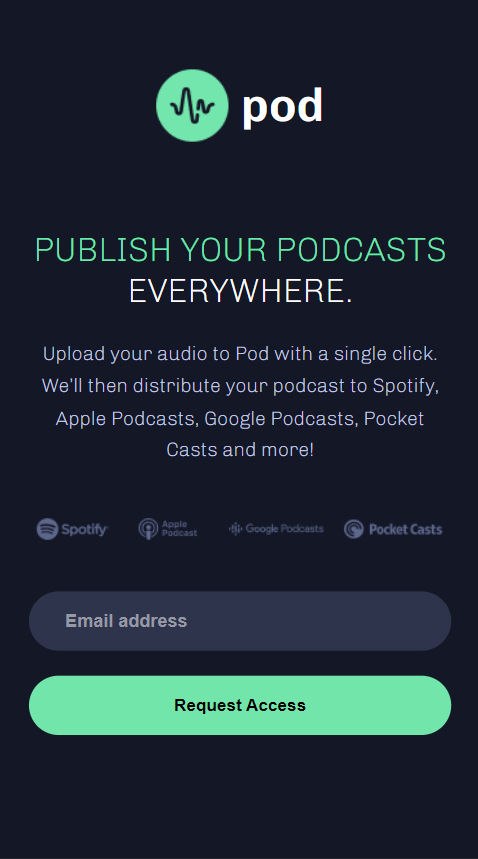 pod
PUBLISH YOUR PODCASTS
EVERYWHERE.
Upload your audio to Pod with a single click.
We'll then distribute your podcast to Spotify,
Apple Podcasts, Google Podcasts, Pocket
Casts and more!
Spotify Apple Podcast Google Podcasts Pocket Casts
Email address
Request Access